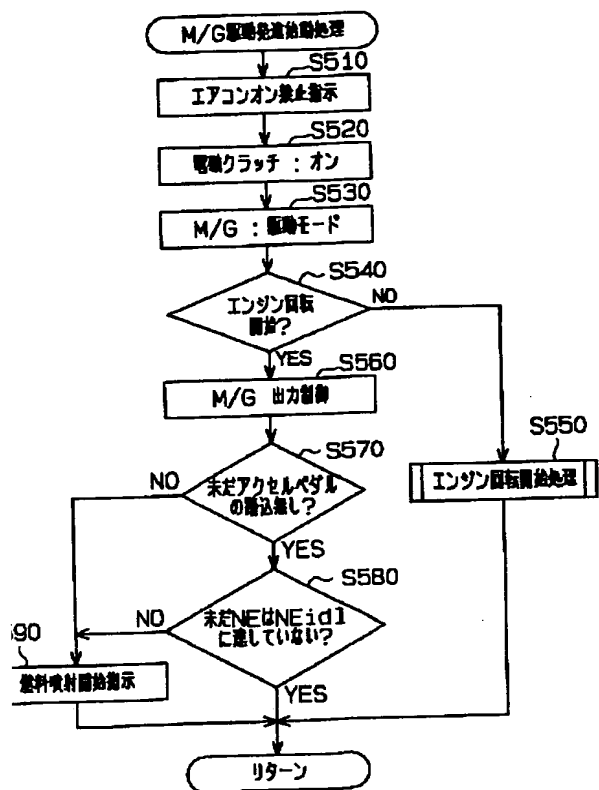 M/G駆動発進始動処理
S510
エアコンオン禁止指示
S520
電磁クラッチ : オン
S530
M/G : 駆動モード
S540
エンジン回転
開始?
NO
YES
S560
M/G 出力制御
S550
エンジン回転開始処理
S570
未だアクセルペダル
の踏込無し?
NO
YES
S580
未だNEはNEidl
に達していない?
NO
YES
590
燃料噴射開始指示
リターン